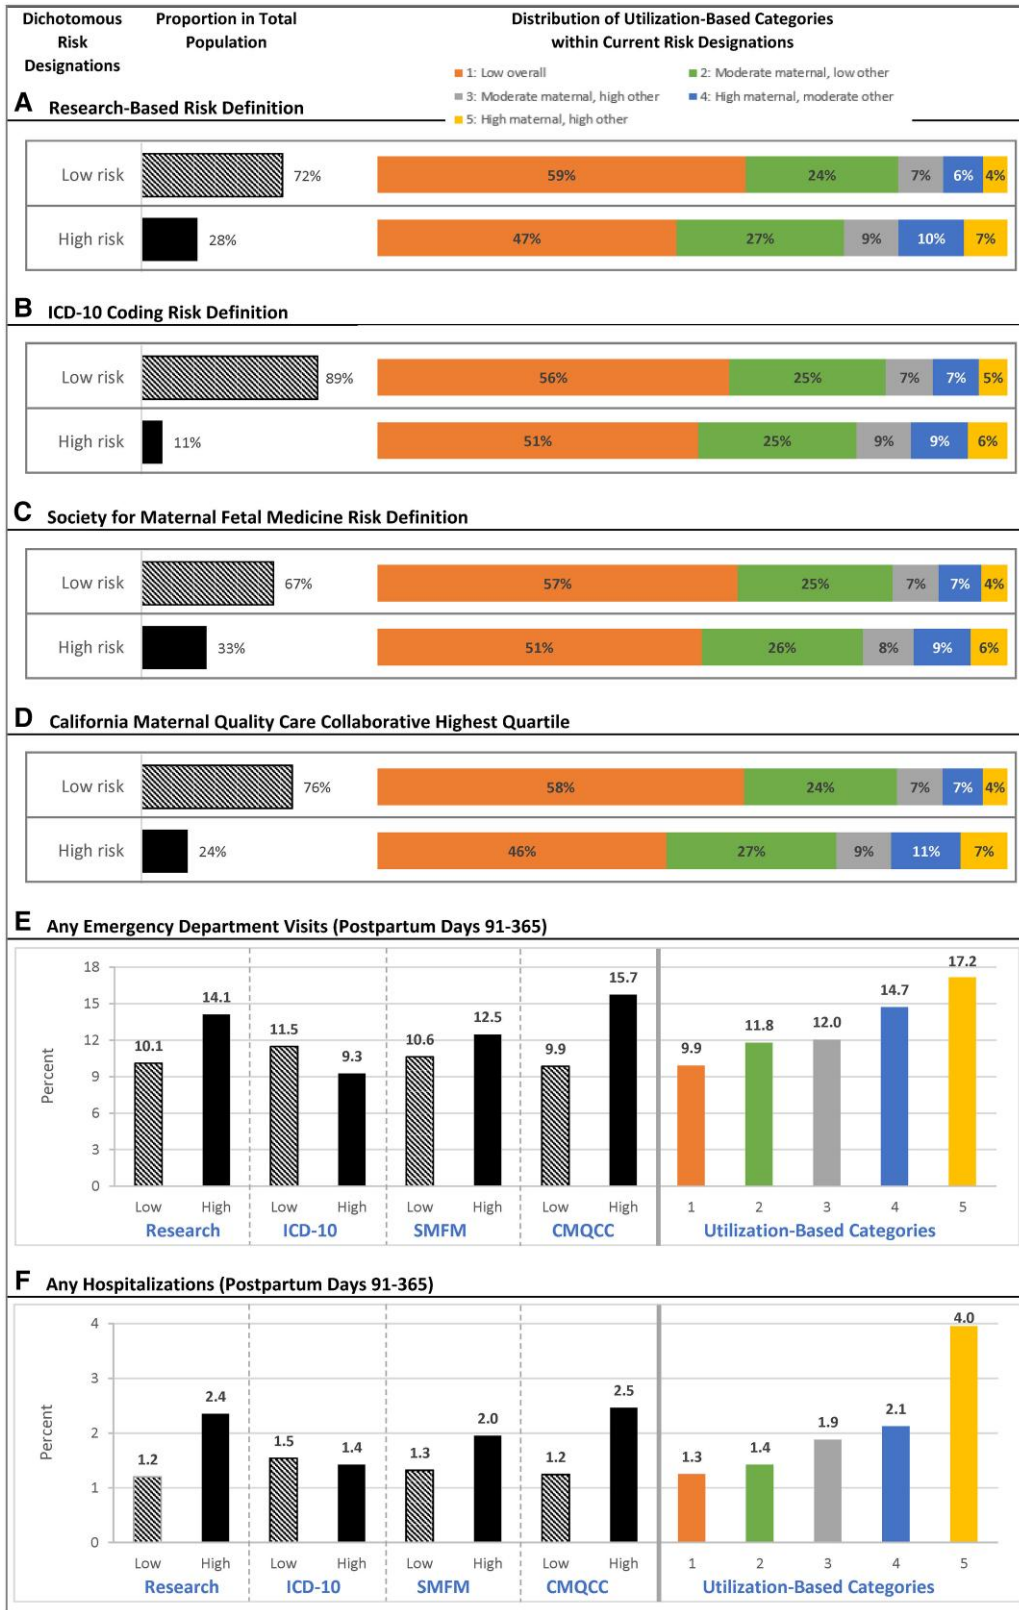 Dichotomous Risk Designations
Proportion in Total Population
Distribution of Utilization-Based Categories
within Current Risk Designations
1: Low overall
2: Moderate maternal, low other
3: Moderate maternal, high other
4: High maternal, moderate other
5: High maternal, high other
A Research-Based Risk Definition
Low risk 72% 59% 24% 7% 6% 4%
High risk 28% 47% 27% 9% 10% 7%
B ICD-10 Coding Risk Definition
Low risk 89% 56% 25% 7% 7% 5%
High risk 11% 51% 25% 9% 9% 6%
C Society for Maternal Fetal Medicine Risk Definition
Low risk 67% 57% 25% 7% 7% 4%
High risk 33% 51% 26% 8% 9% 6%
D California Maternal Quality Care Collaborative Highest Quartile
Low risk 76% 58% 24% 7% 7% 4%
High risk 24% 46% 27% 9% 11% 7%
E Any Emergency Department Visits (Postpartum Days 91-365)
Percent
18
15
12
9
6
3
0
10.1 14.1 11.5 9.3 10.6 12.5 9.9 15.7 9.9 11.8 12.0 14.7 17.2
Low High Low High Low High Low High 1 2 3 4 5
Research ICD-10 SMFM CMQCC Utilization-Based Categories
F Any Hospitalizations (Postpartum Days 91-365)
Percent
4
3
2
1
0
1.2 2.4 1.5 1.4 1.3 2.0 1.2 2.5 1.3 1.4 1.9 2.1 4.0
Low High Low High Low High Low High 1 2 3 4 5
Research ICD-10 SMFM CMQCC Utilization-Based Categories